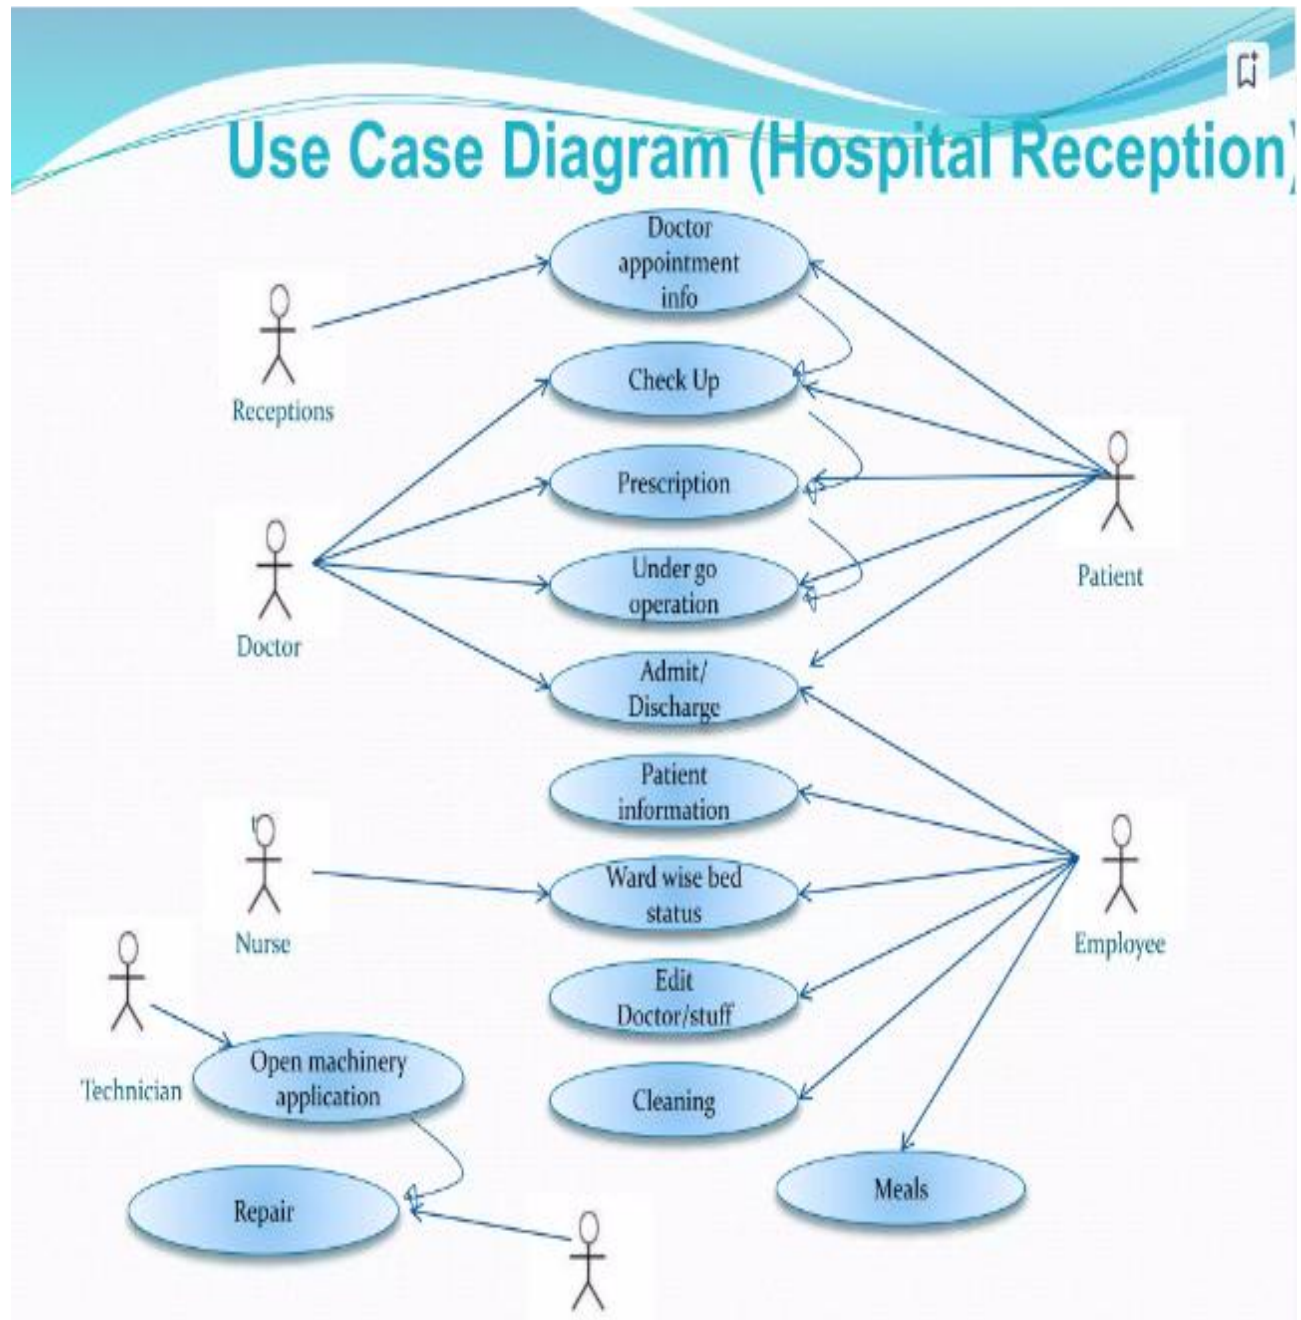 Use Case Diagram (Hospital Reception)
Doctor
appointment
info
Receptions
Check Up
Prescription
Patient
Under go
operation
Doctor
Admit/
Discharge
Patient
information
Ward wise bed
status
Nurse
Employee
Edit
Doctor/stuff
Open machinery
application
Technician
Cleaning
Meals
Repair